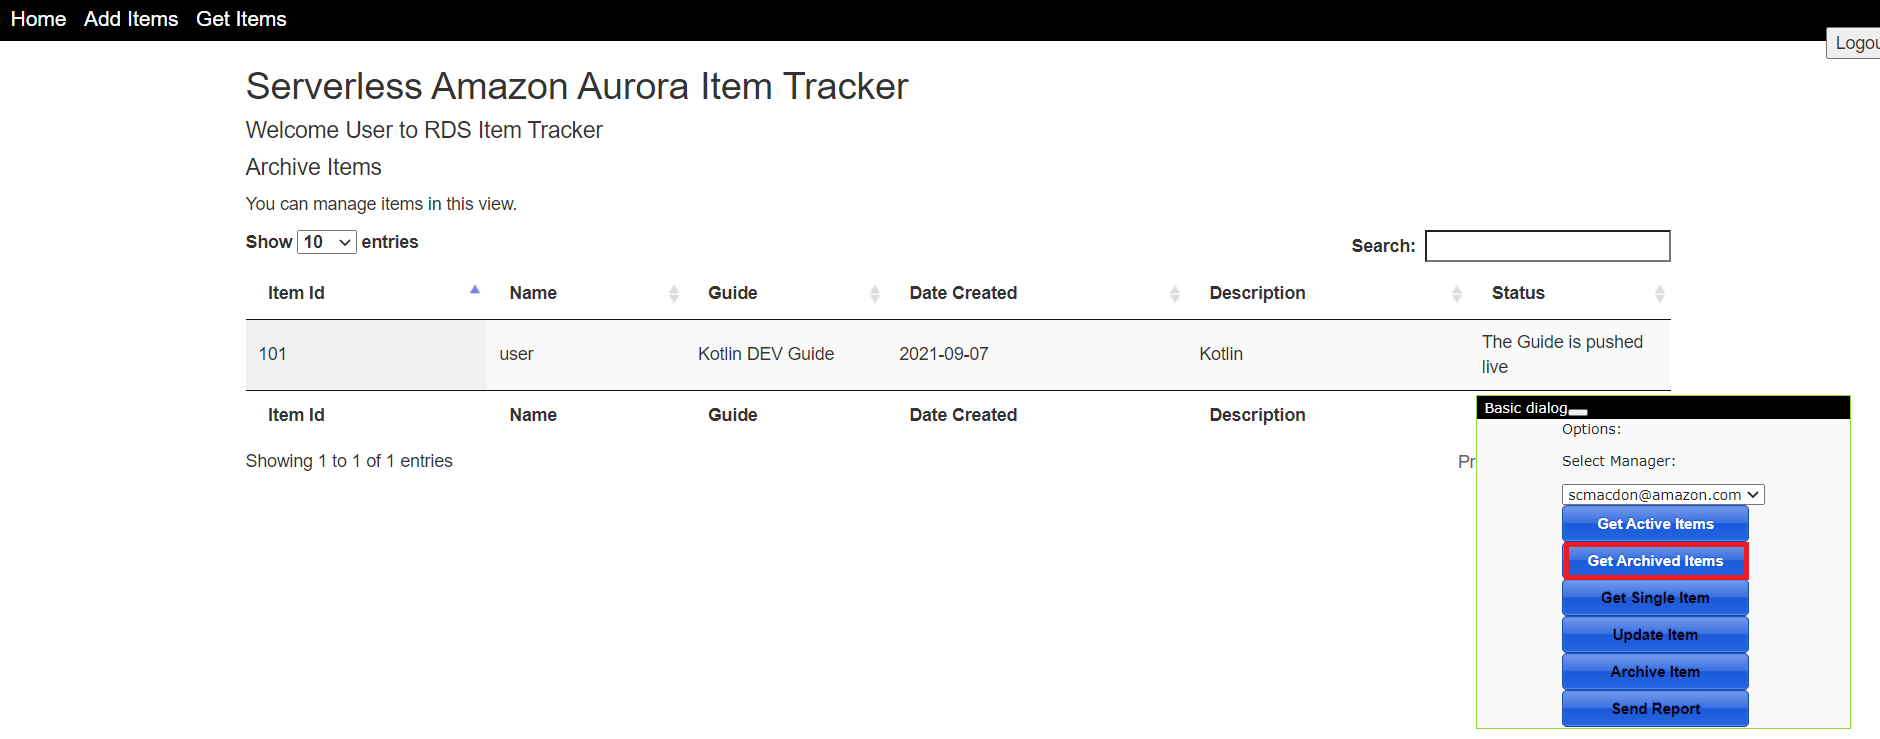 Home Add Items Get Items
Logou
Serverless Amazon Aurora Item Tracker
Welcome User to RDS Item Tracker
Archive Items
You can manage items in this view.
Show 10 entries
Search:
Item Id Name Guide Date Created Description Status
101 user Kotlin DEV Guide 2021-09-07 Kotlin The Guide is pushed
live
Item Id Name Guide Date Created Description
Showing 1 to 1 of 1 entries
Pr
Basic dialog
Options:
Select Manager:
scmacdon@amazon.com
Get Active Items
Get Archived Items
Get Single Item
Update Item
Archive Item
Send Report